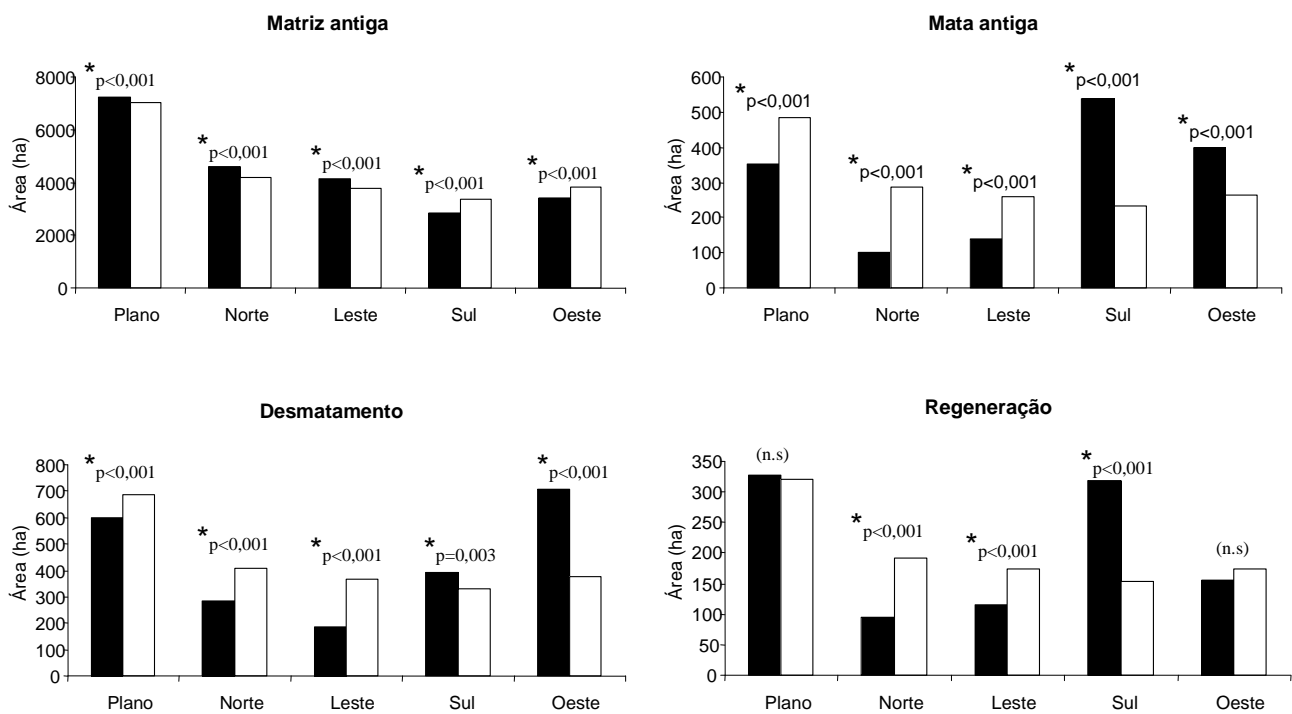 Matriz antiga
Área (ha)
8000
6000
4000
2000
0
* p<0,001
* p<0,001
* p<0,001
* p<0,001
* p<0,001
Plano Norte Leste Sul Oeste
Mata antiga
Área (ha)
600
500
400
300
200
100
0
* p<0,001
* p<0,001
* p<0,001
* p<0,001
* p<0,001
Plano Norte Leste Sul Oeste
Desmatamento
Área (ha)
800
700
600
500
400
300
200
100
0
* p<0,001
* p<0,001
* p<0,001
* p=0,003
* p<0,001
Plano Norte Leste Sul Oeste
Regeneração
Área (ha)
350
300
250
200
150
100
50
0
(n.s)
* p<0,001
* p<0,001
* p<0,001
(n.s)
Plano Norte Leste Sul Oeste